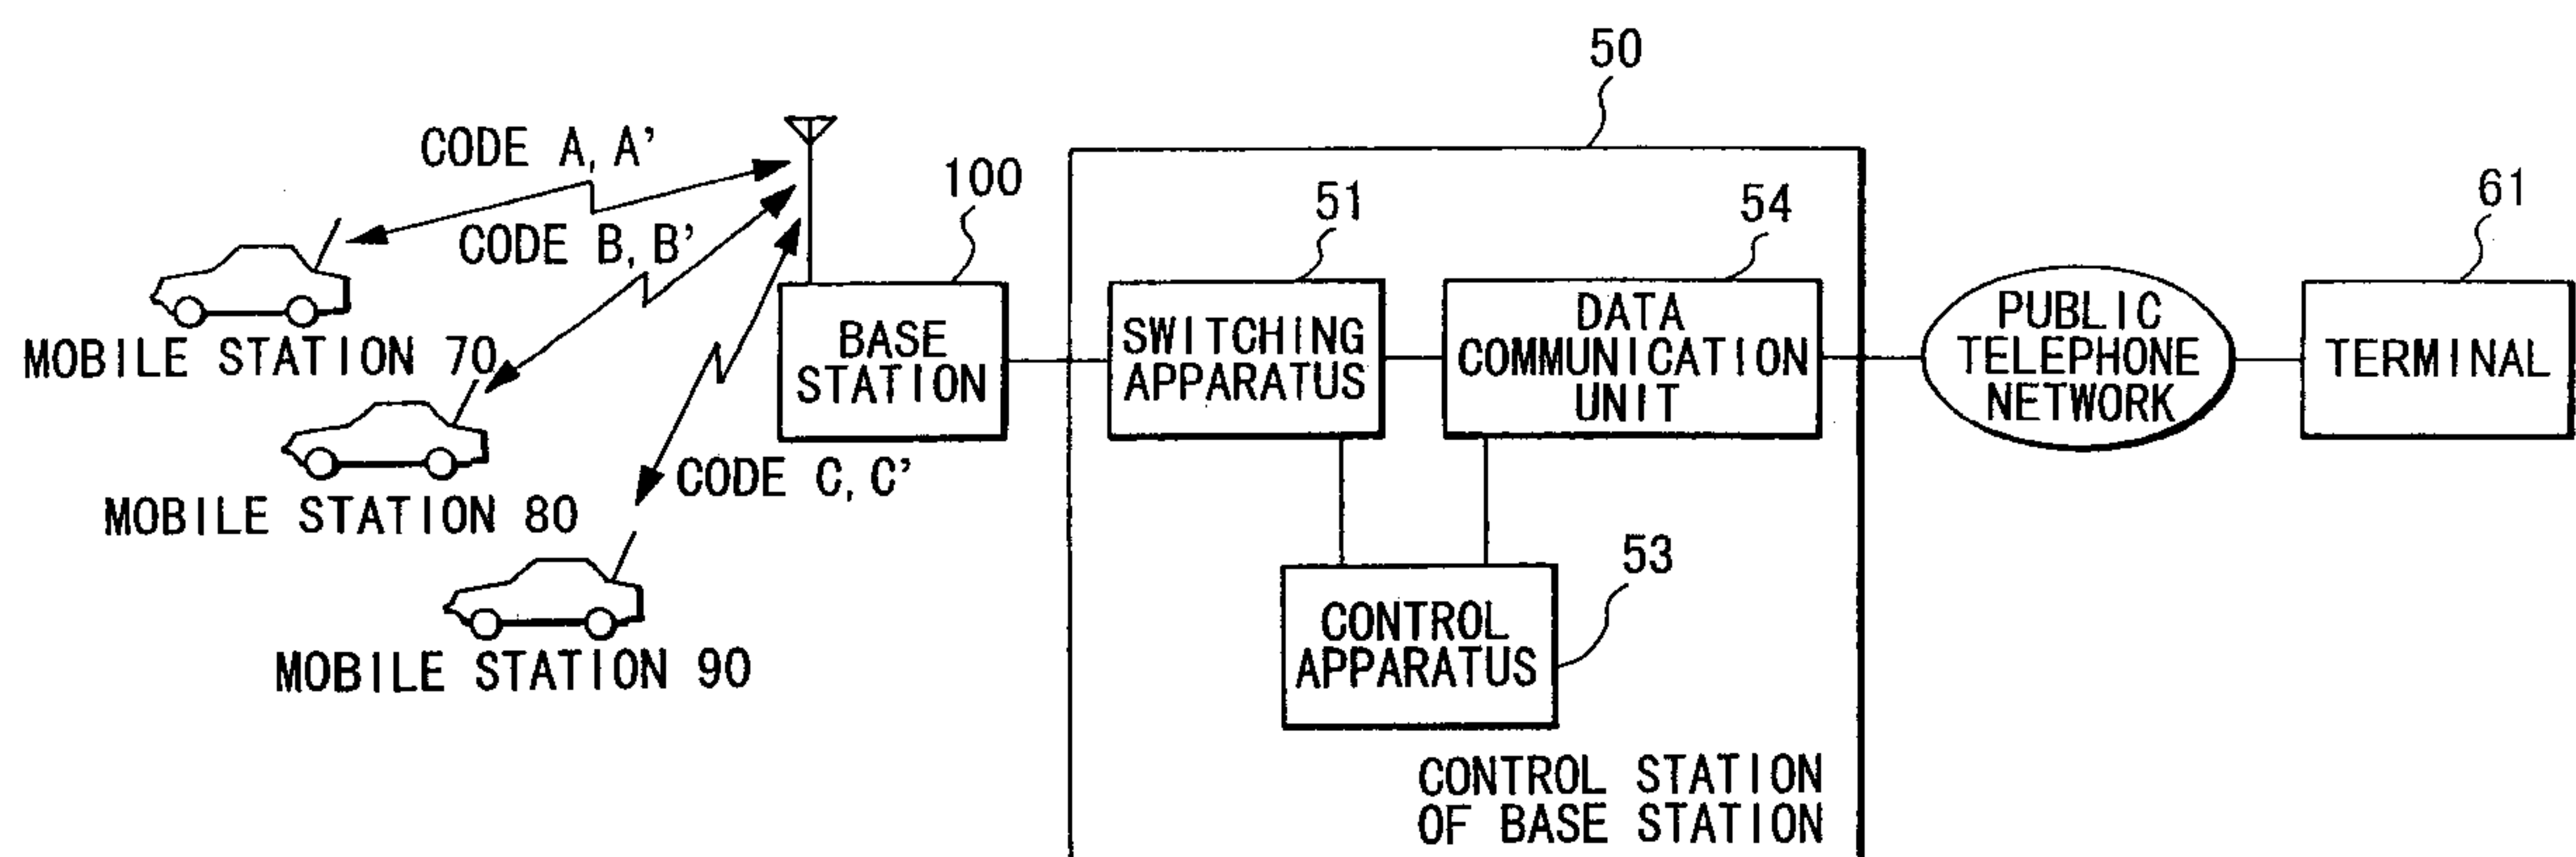 50
CODE A, A'
100
51
54
61
CODE B, B'
MOBILE STATION 70
BASE
STATION
SWITCHING
APPARATUS
DATA
COMMUNICATION
UNIT
PUBLIC
TELEPHONE
NETWORK
TERMINAL
MOBILE STATION 80
CODE C, C'
53
CONTROL
APPARATUS
MOBILE STATION 90
CONTROL STATION
OF BASE STATION